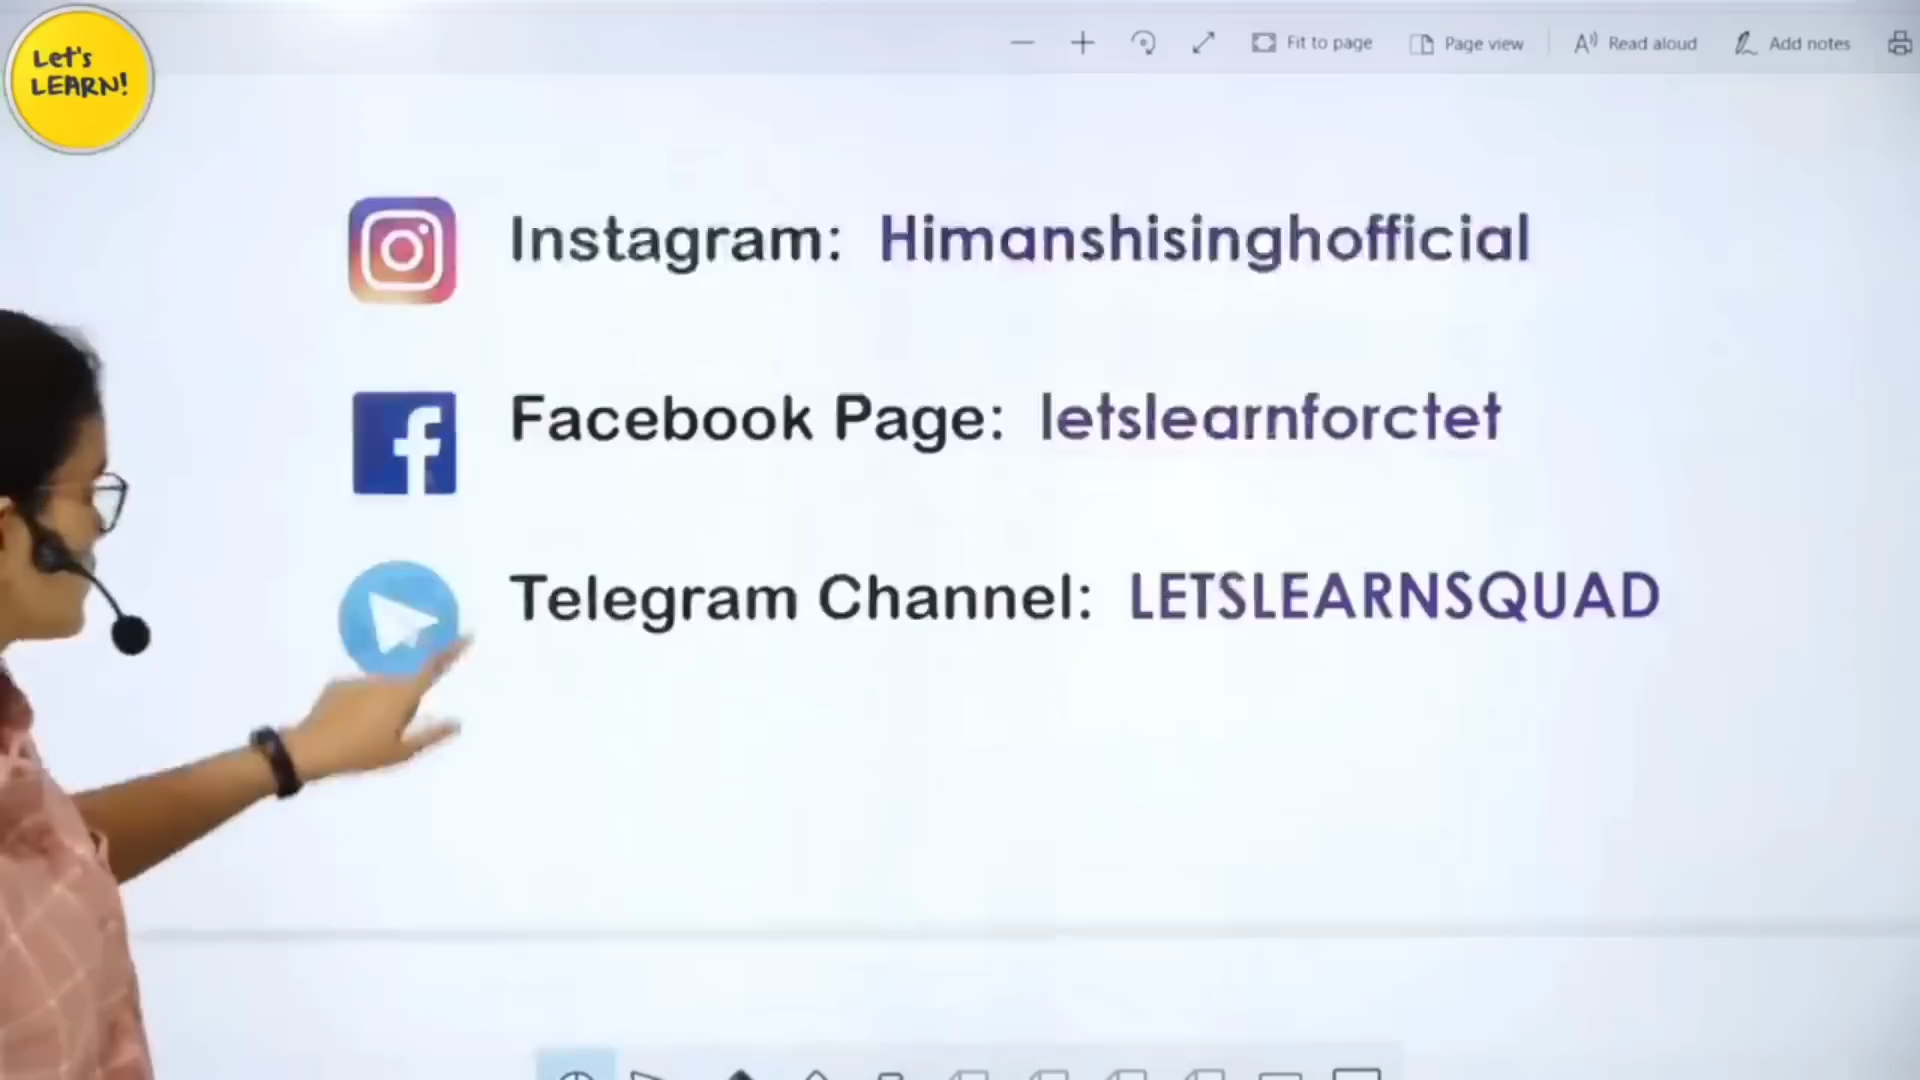 Let's
LEARN!
Fit to page
Page view
Read aloud
Add notes
Instagram: Himanshisinghofficial
Facebook Page: letslearnforctet
Telegram Channel: LETSLEARNSQUAD